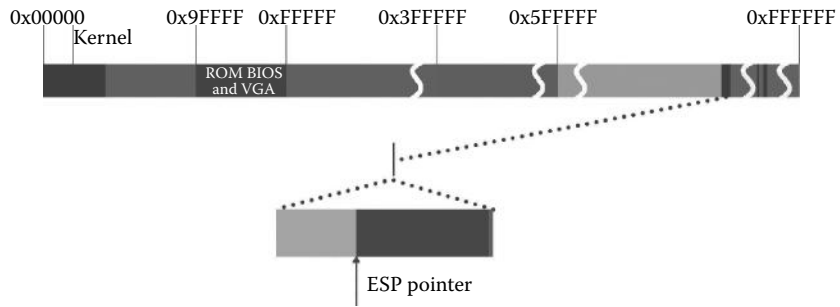 0x00000 0x9FFFF 0xFFFFF 0x3FFFFF 0x5FFFFF 0xFFFFFF
Kernel
ROM BIOS
and VGA
ESP pointer